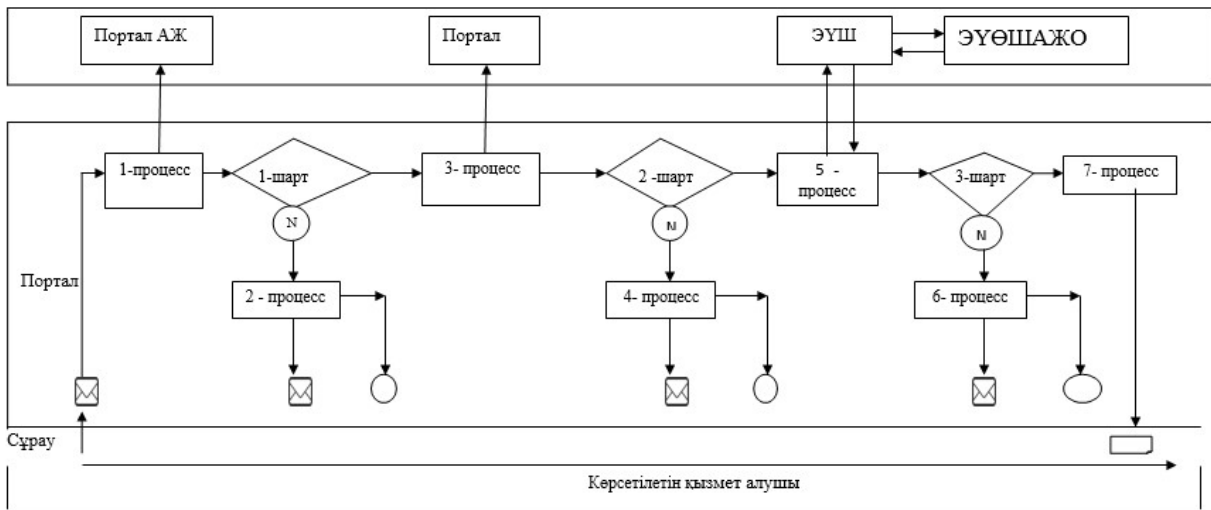 Портал АЖ
Портал
ЭҮШ
ЭҮӨШАЖО
1-процесс
1-шарт
3- процесс
2 -шарт
5 -
процесс
3-шарт
7- процесс
N
N
N
Портал
2 - процесс
4- процесс
6- процесс
Сұрау
Көрсетілетін қызмет алушы